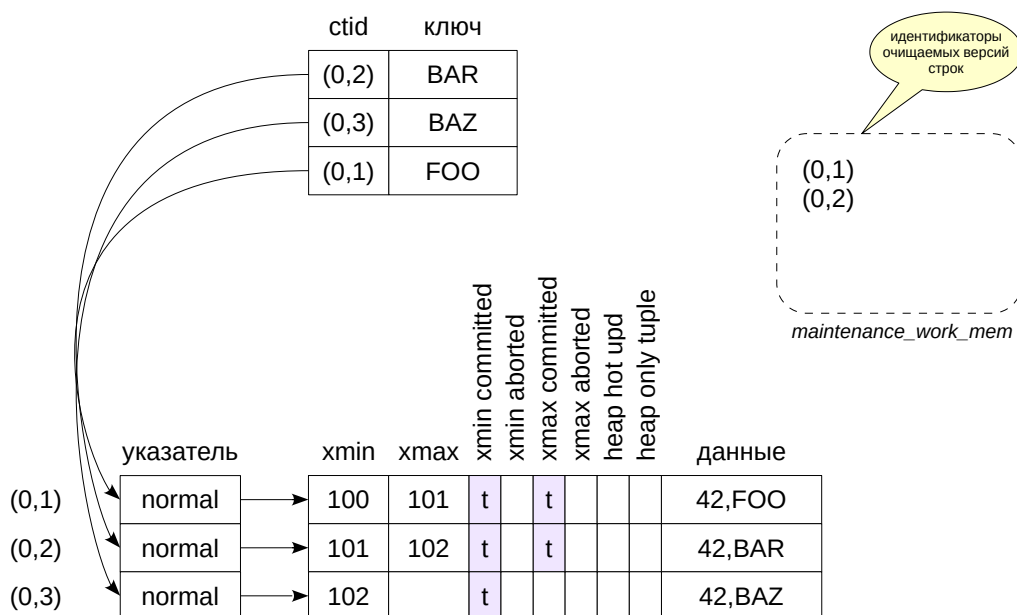 ctid ключ
(0,2) BAR
(0,3) BAZ
(0,1) FOO
идентификаторы
очищаемых версий
строк
(0,1)
(0,2)
maintenance_work_mem
указатель xmin xmax xmin committed xmin aborted xmax committed xmax aborted heap hot upd heap only tuple данные
(0,1) normal 100 101 t t 42,FOO
(0,2) normal 101 102 t t 42,BAR
(0,3) normal 102 t 42,BAZ